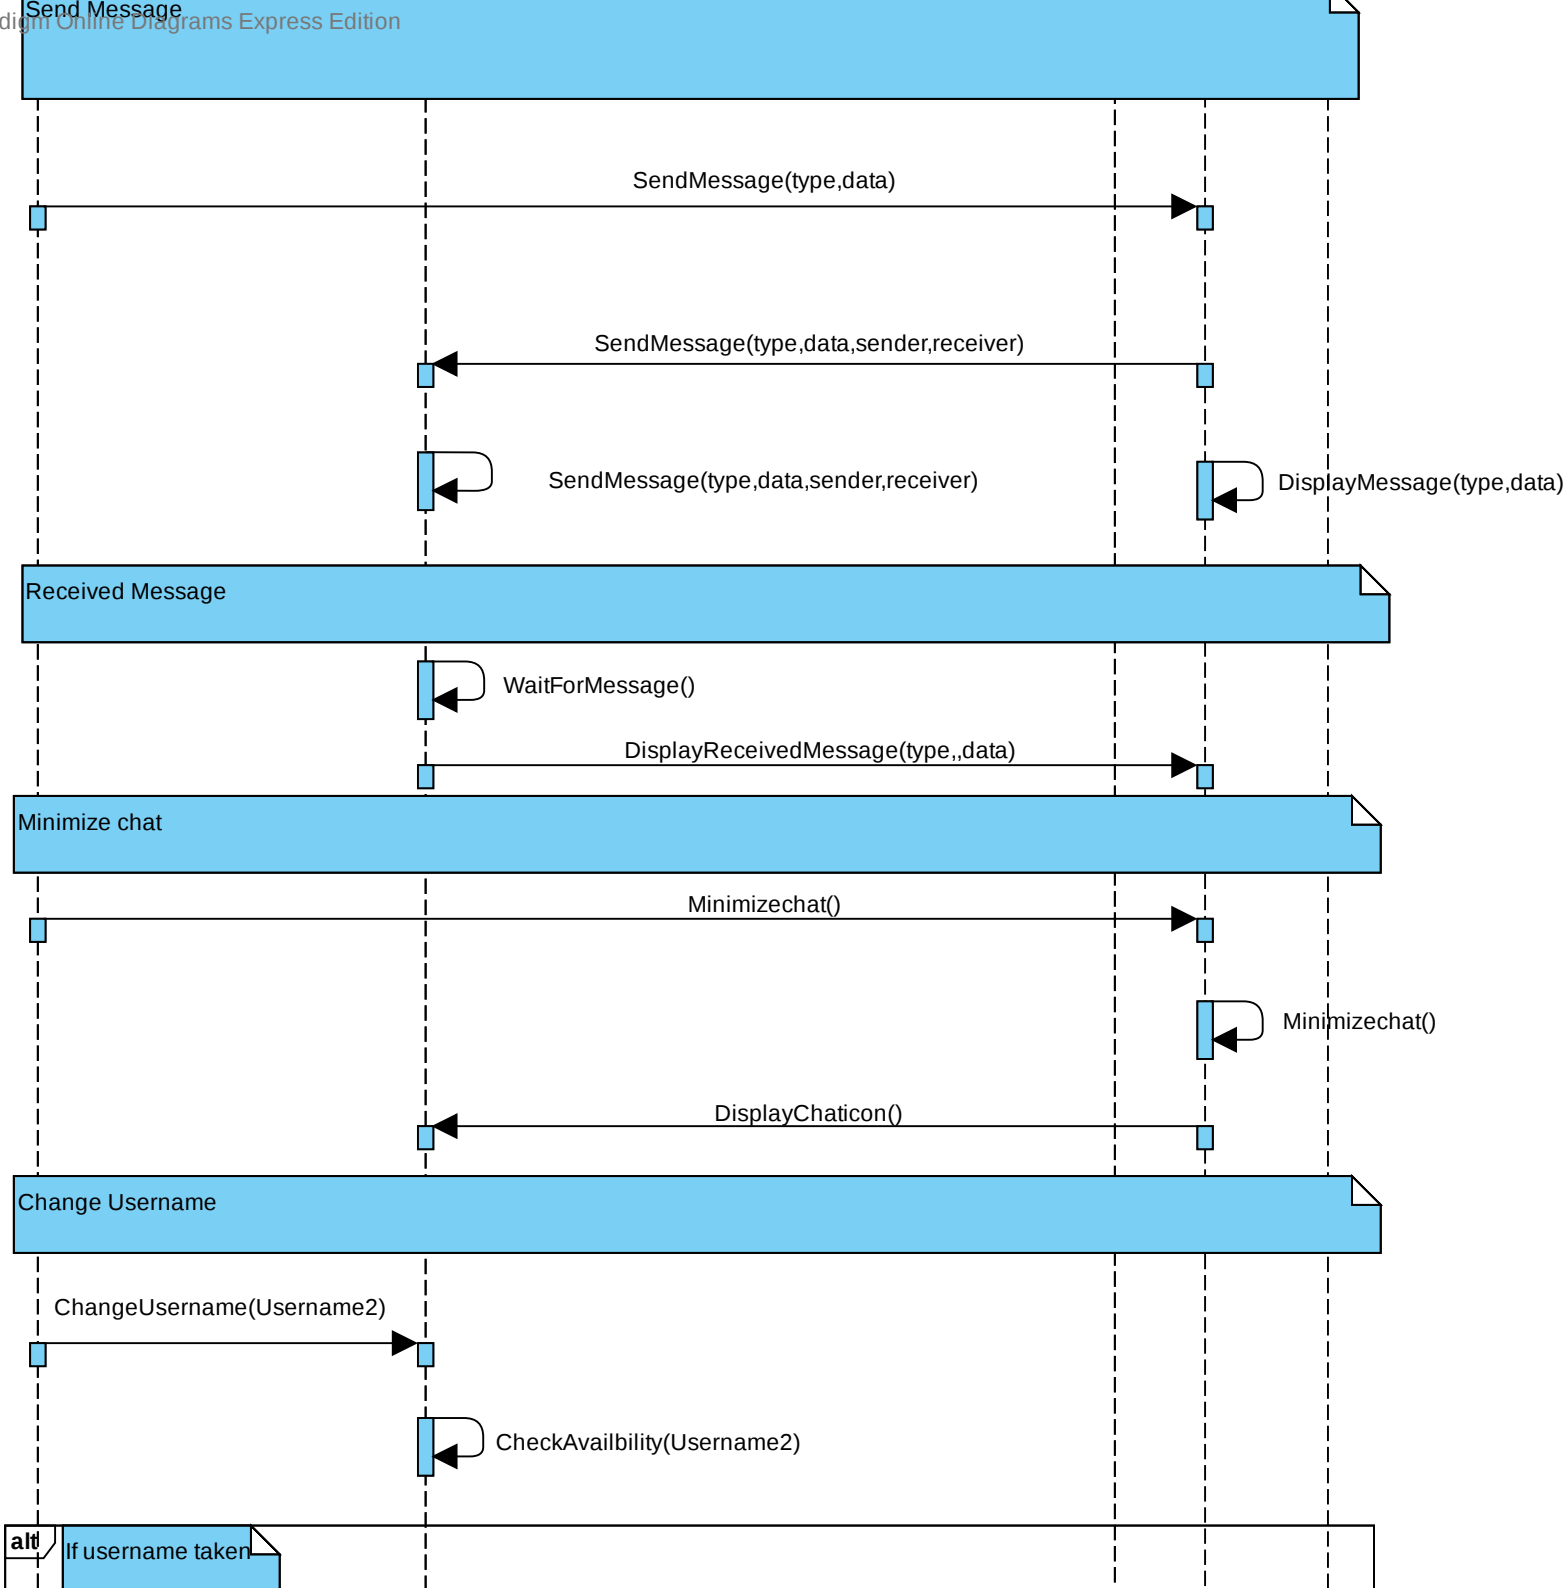 Send Message
digm Online Diagrams Express Edition
SendMessage(type,data)
SendMessage(type,data,sender,receiver)
SendMessage(type,data,sender,receiver)
DisplayMessage(type,data)
Received Message
WaitForMessage()
DisplayReceivedMessage(type,,data)
Minimize chat
Minimizechat()
Minimizechat()
DisplayChaticon()
Change Username
ChangeUsername(Username2)
CheckAvailbility(Username2)
alt
If username taken